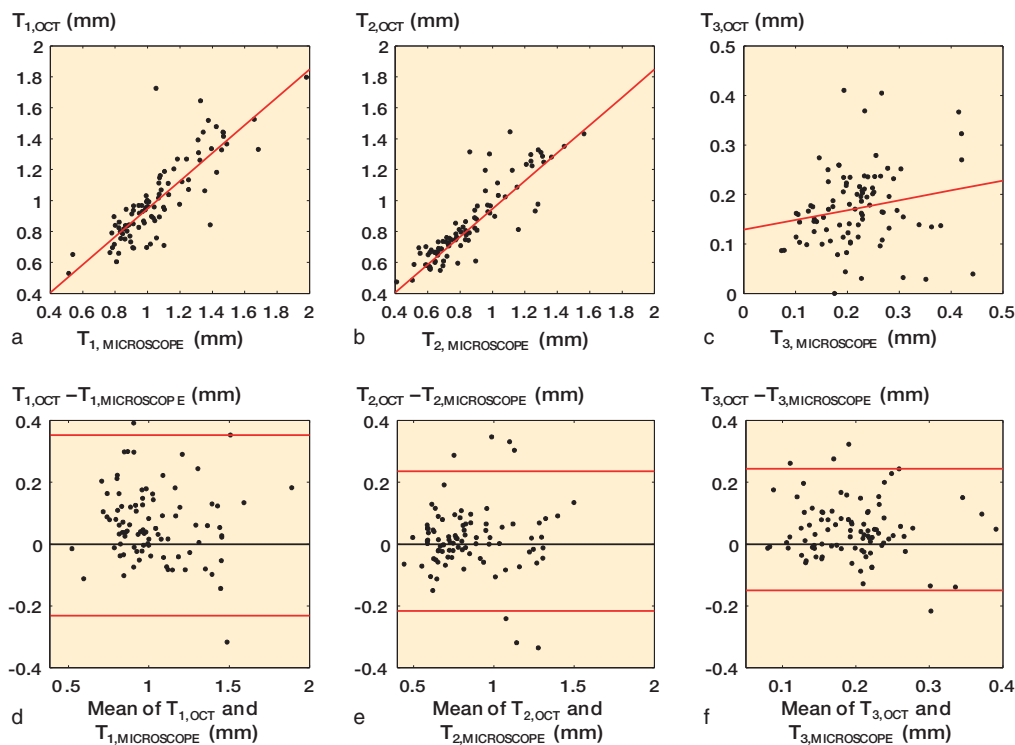 T1,OCT (mm)
2
1.8
1.6
1.4
1.2
1
0.8
0.6
0.4
0.4 0.6 0.8 1 1.2 1.4 1.6 1.8 2
a
T1, MICROSCOPE (mm)
T2,OCT (mm)
2
1.8
1.6
1.4
1.2
1
0.8
0.6
0.4
0.4 0.6 0.8 1 1.2 1.4 1.6 1.8 2
b
T2, MICROSCOPE (mm)
T3,OCT (mm)
0.5
0.4
0.3
0.2
0.1
0
0 0.1 0.2 0.3 0.4 0.5
c
T3, MICROSCOPE (mm)
T1,OCT –T1,MICROSCOPE (mm)
0.4
0.2
0
-0.2
-0.4
0.5 1 1.5 2
d
Mean of T1,OCT and
T1,MICROSCOPE (mm)
T2,OCT –T2,MICROSCOPE (mm)
0.4
0.2
0
-0.2
-0.4
0.5 1 1.5 2
e
Mean of T2,OCT and
T2,MICROSCOPE (mm)
T3,OCT –T3,MICROSCOPE (mm)
0.4
0.2
0
-0.2
-0.4
0.1 0.2 0.3 0.4
f
Mean of T3,OCT and
T3,MICROSCOPE (mm)